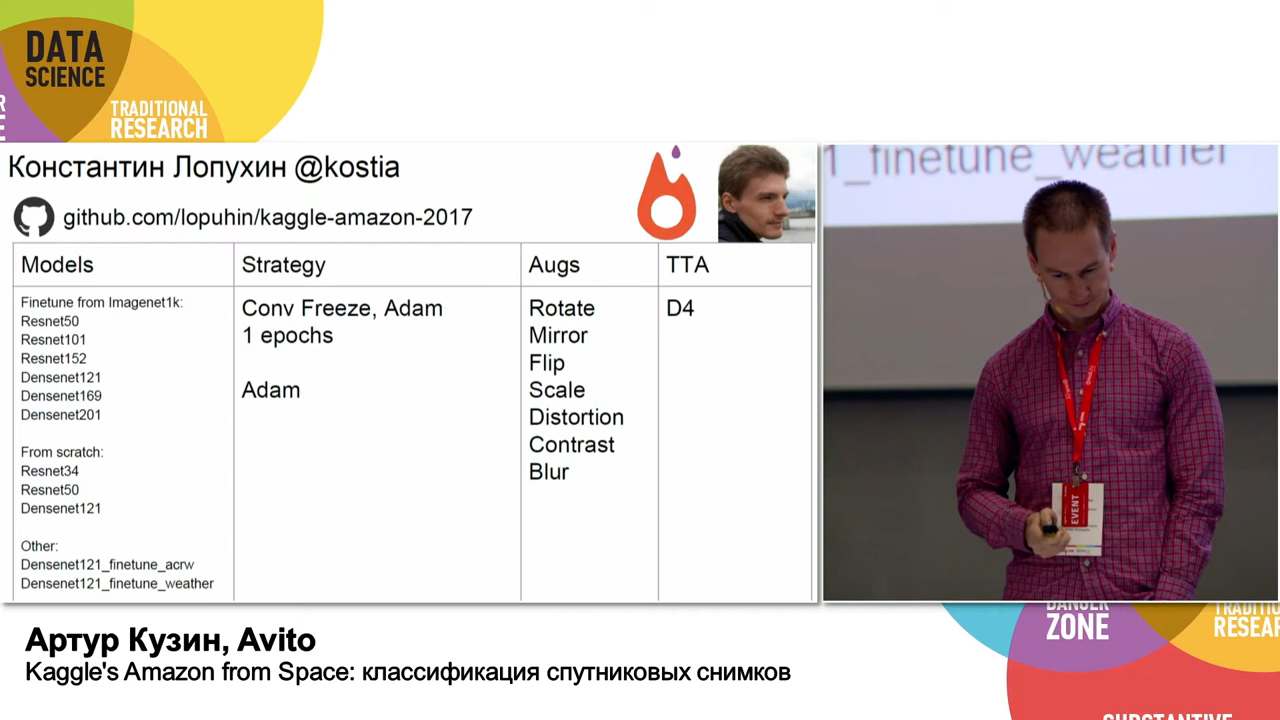 DATA
SCIENCE
TRADITIONAL
RESEARCH
Константин Лопухин @kostia
github.com/lopuhin/kaggle-amazon-2017
Models
Strategy
Augs
TTA
Finetune from Imagenet1k:
Resnet50
Resnet101
Resnet152
Densenet121
Densenet169
Densenet201
From scratch:
Resnet34
Resnet50
Densenet121
Other:
Densenet121_finetune_acrw
Densenet121_finetune_weather
Conv Freeze, Adam
1 epochs
Adam
Rotate
Mirror
Flip
Scale
Distortion
Contrast
Blur
D4
1_finetune_weather
EVENT
DANGER
ZONE
TRADITIO
RESEAR
SUBSTANTIVE
Артур Кузин, Avito
Kaggle's Amazon from Space: классификация спутниковых снимков